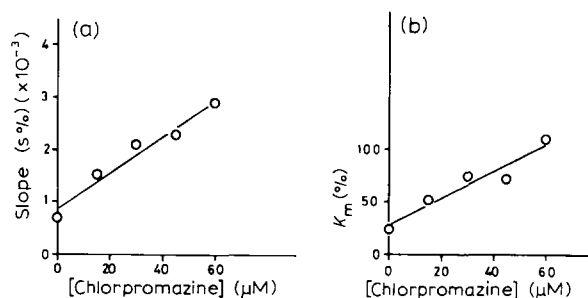 (a)
Slope (s%) (x10⁻³)
4
3
2
1
0
0 20 40 60
[Chlorpromazine] (μM)
(b)
Km (%)
100
50
0
0 20 40 60
[Chlorpromazine] (μM)